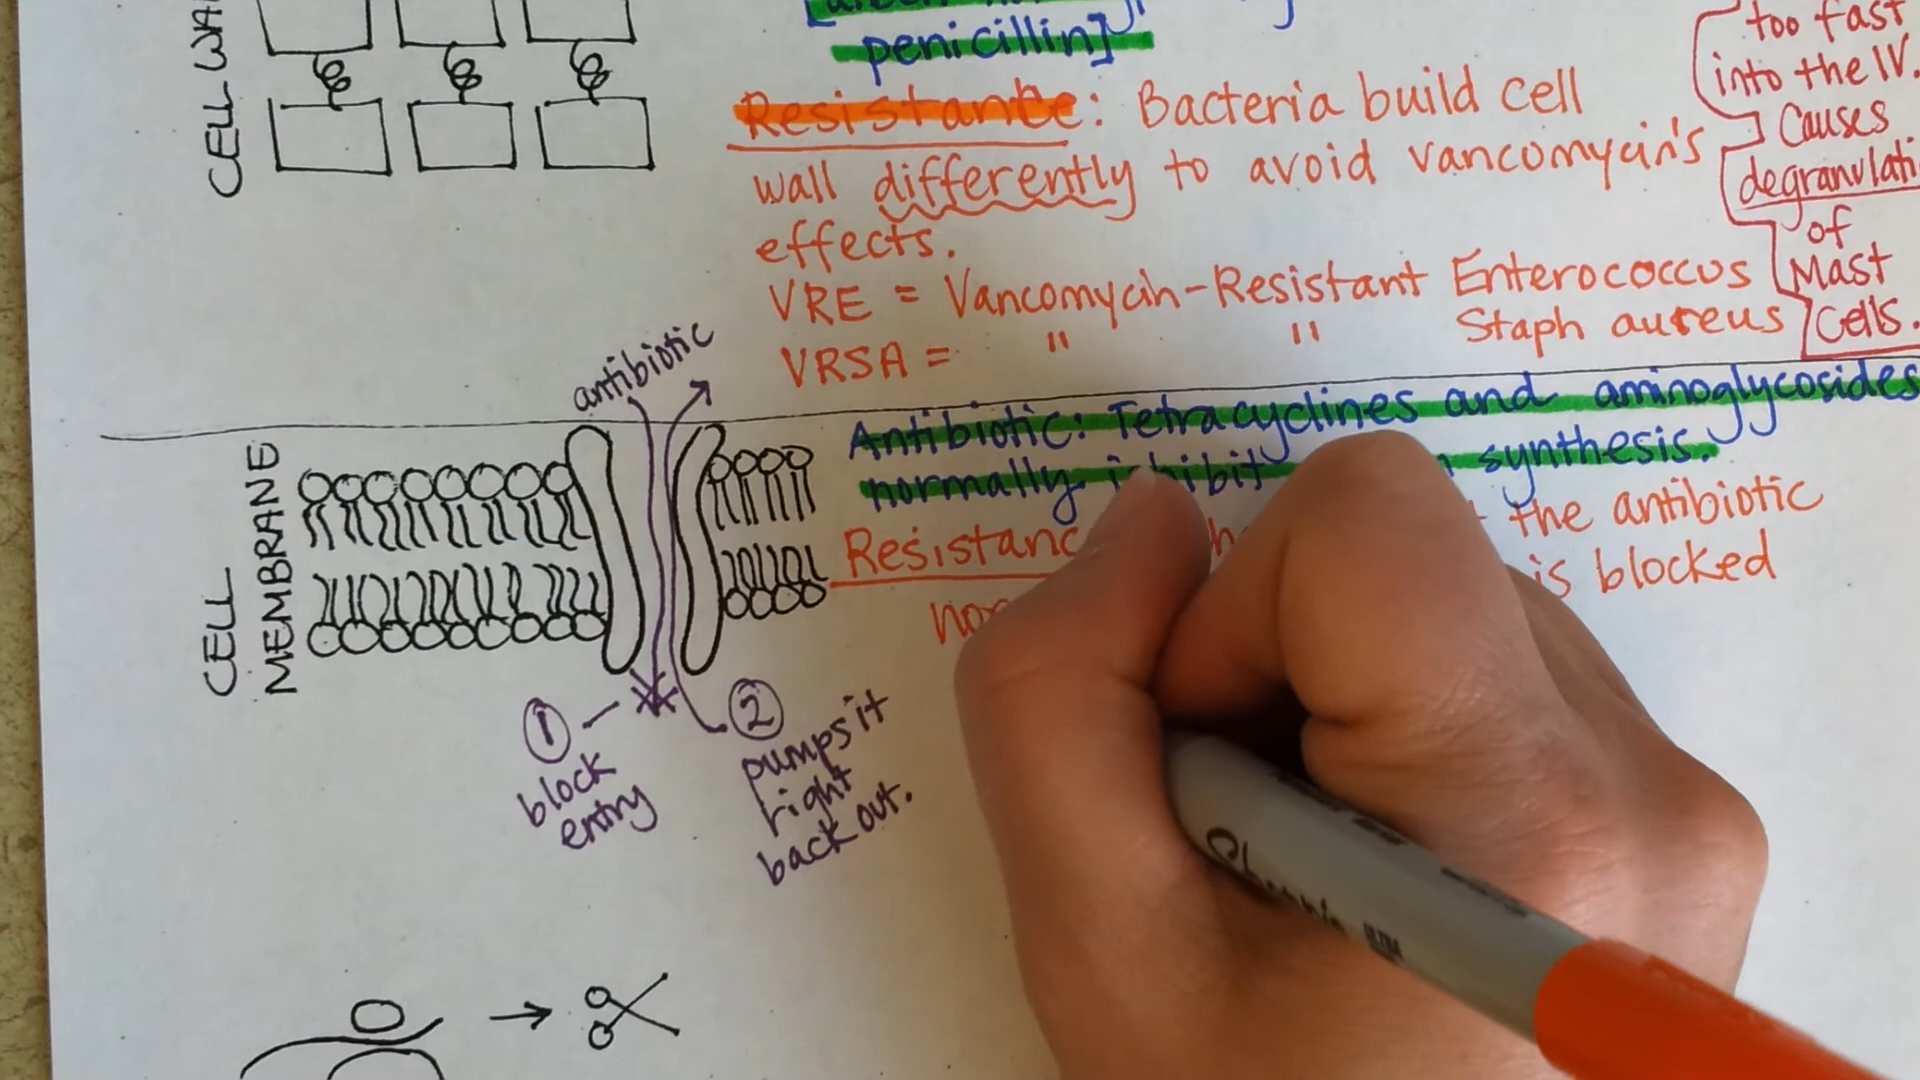 CELL
penicillin]
too fast
into the IV.
Causes
of
Mast
Cells.
Resistance: Bacteria build cell
wall differently to avoid vancomycin's
effects.
VRE = Vancomycin-Resistant Enterococcus
VRSA = " " Staph aureus
CELL
MEMBRANE
antibiotic
1
block
entry
2
pumps it
right
back out.
Antibiotic: Tetracyclines and aminoglycosides
normally inhibit synthesis.
the antibiotic
is blocked
Sharpie